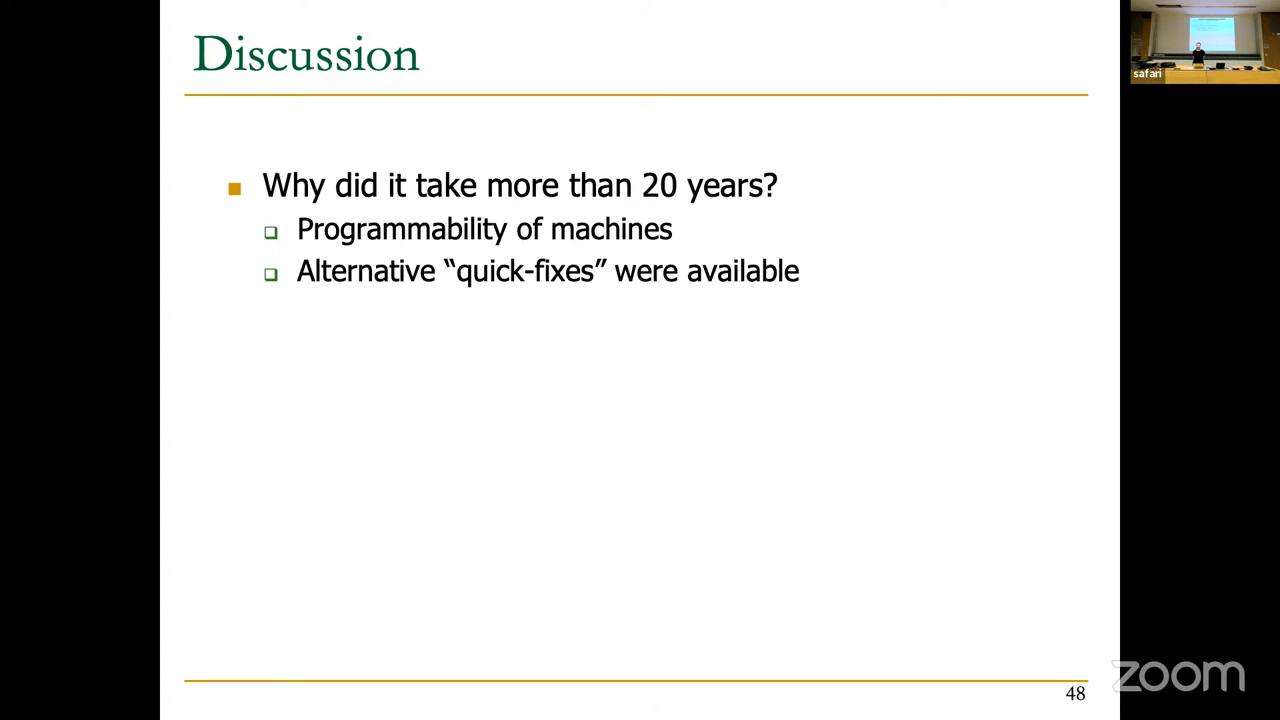 Discussion
safari
Why did it take more than 20 years?
Programmability of machines
Alternative “quick-fixes” were available
48
zoom